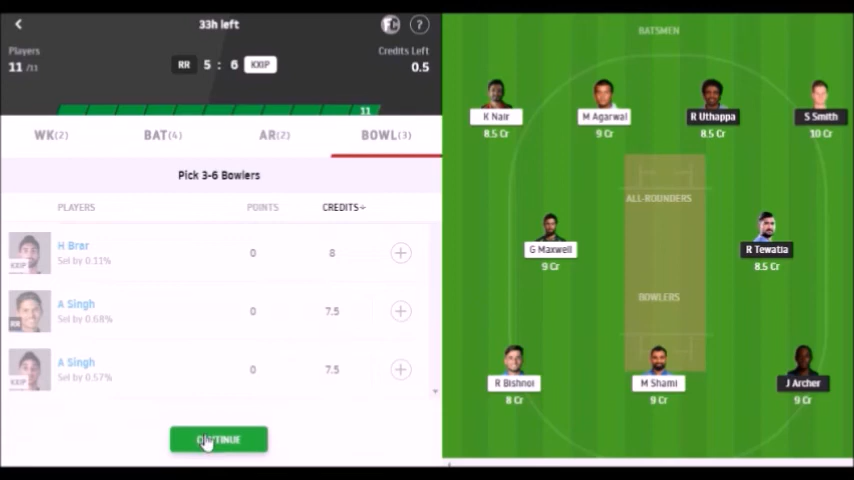 33h left
?
Players
11 /11
RR 5 : 6 KXIP
Credits Left
0.5
11
WK(2) BAT(4) AR(2) BOWL(3)
Pick 3-6 Bowlers
PLAYERS POINTS CREDITS
H Brar
Sel by 0.11%
KXIP
0 8
A Singh
Sel by 0.68%
RR
0 7.5
A Singh
Sel by 0.57%
KXIP
0 7.5
BATSMEN
K Nair M Agarwal R Uthappa S Smith
8.5 Cr 9 Cr 8.5 Cr 10 Cr
ALL-ROUNDERS
G Maxwell R Tewatia
9 Cr 8.5 Cr
BOWLERS
R Bishnoi M Shami J Archer
8 Cr 9 Cr 9 Cr